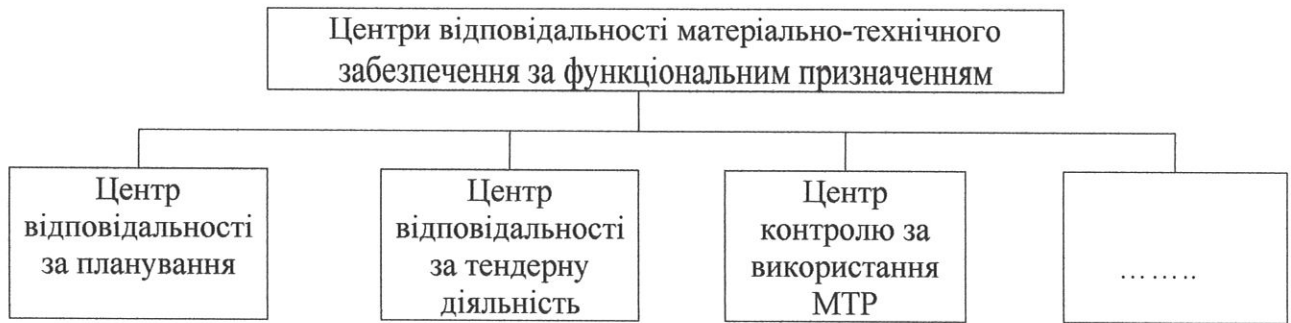 Центри відповідальності матеріально-технічного
забезпечення за функціональним призначенням
Центр
відповідальності
за планування
Центр
відповідальності
за тендерну
діяльність
Центр
контролю за
використання
МТР
……..